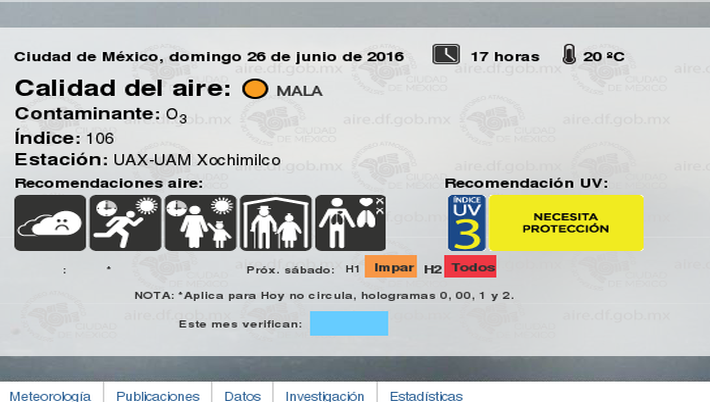 Ciudad de México, domingo 26 de junio de 2016 17 horas 20 ºC
Calidad del aire: MALA
Contaminante: O3
Índice: 106
Estación: UAX-UAM Xochimilco
Recomendaciones aire: Recomendación UV:
ÍNDICE
UV
3
NECESITA
PROTECCIÓN
: * Próx. sábado: H1 Impar H2 Todos
NOTA: *Aplica para Hoy no circula, hologramas 0, 00, 1 y 2.
Este mes verifican:
Meteorología Publicaciones Datos Investigación Estadísticas
aire.df.gob.mx
CIUDAD
DE MÉXICO